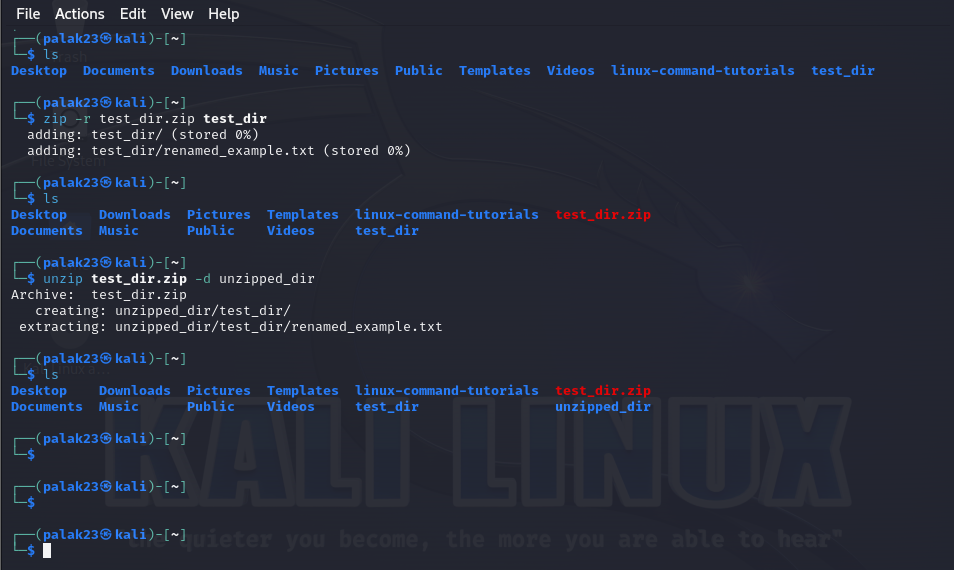 File Actions Edit View Help
┌──(palak23㉿kali)-[~]
└─$ ls
Desktop Documents Downloads Music Pictures Public Templates Videos linux-command-tutorials test_dir
┌──(palak23㉿kali)-[~]
└─$ zip -r test_dir.zip test_dir
adding: test_dir/ (stored 0%)
adding: test_dir/renamed_example.txt (stored 0%)
File System
┌──(palak23㉿kali)-[~]
└─$ ls
Desktop Downloads Pictures Templates linux-command-tutorials test_dir.zip
Documents Music Public Videos test_dir
┌──(palak23㉿kali)-[~]
└─$ unzip test_dir.zip -d unzipped_dir
Archive: test_dir.zip
creating: unzipped_dir/test_dir/
extracting: unzipped_dir/test_dir/renamed_example.txt
┌──(palak23㉿kali)-[~]
└─$ ls
Desktop Downloads Pictures Templates linux-command-tutorials test_dir.zip
Documents Music Public Videos test_dir unzipped_dir
┌──(palak23㉿kali)-[~]
└─$
KALI LINUX
┌──(palak23㉿kali)-[~]
└─$
┌──(palak23㉿kali)-[~]
└─$
the quieter you become, the more you are able to hear"